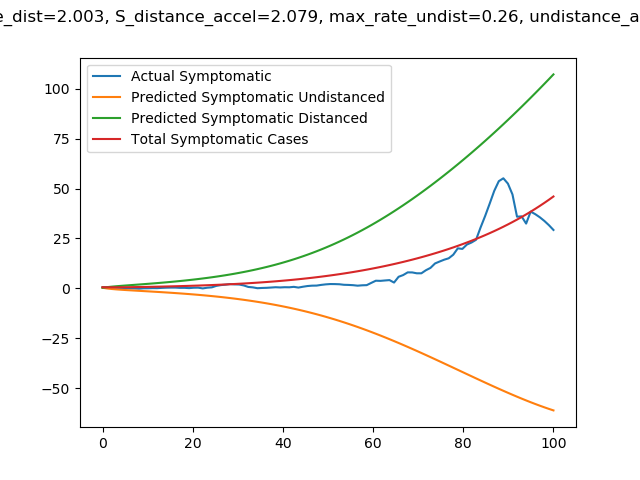 e_dist=2.003, S_distance_accel=2.079, max_rate_undist=0.26, undistance_a
Actual Symptomatic
Predicted Symptomatic Undistanced
Predicted Symptomatic Distanced
Total Symptomatic Cases
100
75
50
25
0
−25
−50
0 20 40 60 80 100